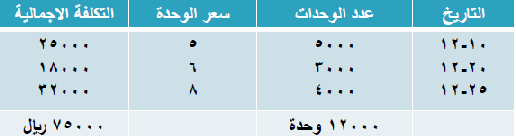 التاريخ عدد الوحدات سعر الوحدة التكلفة الاجمالية
١٠-١٢ ٥٠٠٠ ٥ ٢٥٠٠٠
٢٠-١٢ ٣٠٠٠ ٦ ١٨٠٠٠
٢٥-١٢ ٤٠٠٠ ٨ ٣٢٠٠٠
١٢٠٠٠ وحدة ٧٥٠٠٠ ريال